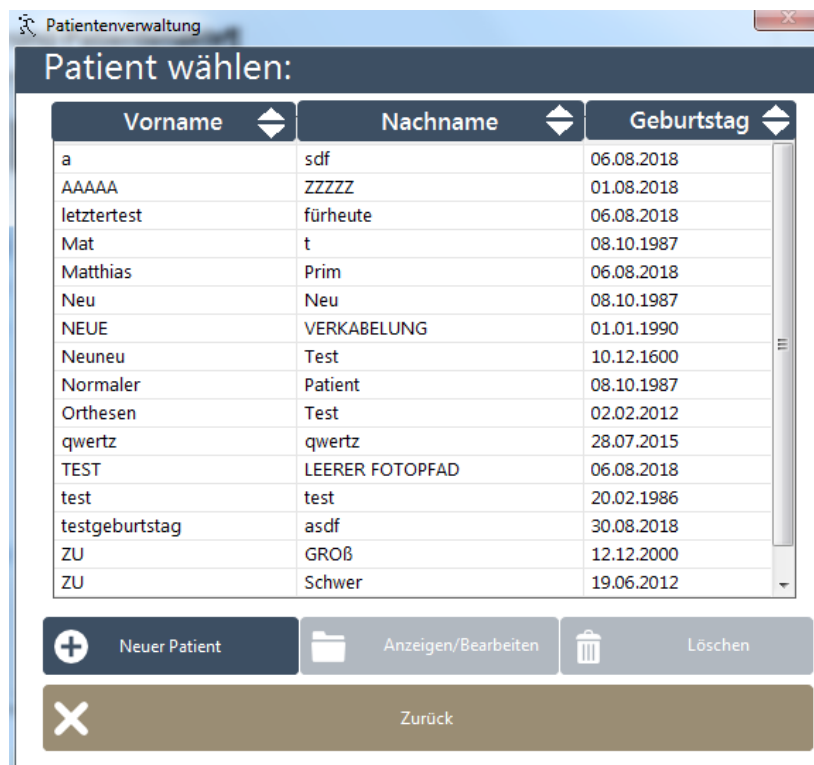 Patientenverwaltung
Patient wählen:
Vorname Nachname Geburtstag
a sdf 06.08.2018
AAAAA ZZZZZ 01.08.2018
letztertest fürheute 06.08.2018
Mat t 08.10.1987
Matthias Prim 06.08.2018
Neu Neu 08.10.1987
NEUE VERKABELUNG 01.01.1990
Neuneu Test 10.12.1600
Normaler Patient 08.10.1987
Orthesen Test 02.02.2012
qwertz qwertz 28.07.2015
TEST LEERER FOTOPFAD 06.08.2018
test test 20.02.1986
testgeburtstag asdf 30.08.2018
ZU GROß 12.12.2000
ZU Schwer 19.06.2012
Neuer Patient Anzeigen/Bearbeiten Löschen
Zurück